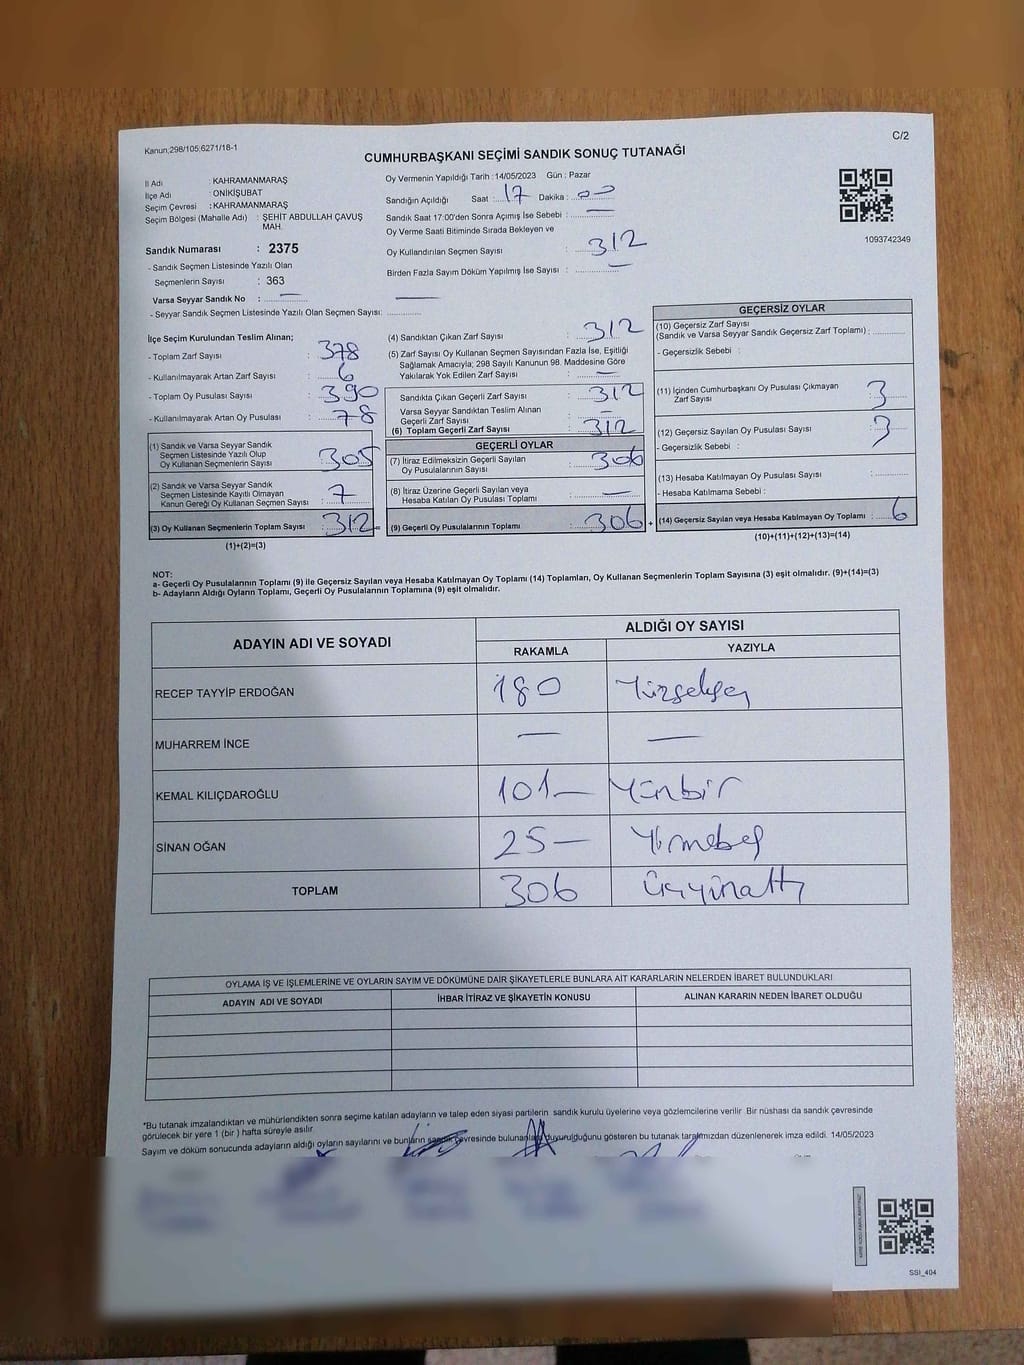 C/2
Kanun;298/105;6271/18-1
CUMHURBAŞKANI SEÇİMİ SANDIK SONUÇ TUTANAĞI
İl Adı : KAHRAMANMARAŞ
İlçe Adı : ONİKİŞUBAT
Seçim Çevresi : KAHRAMANMARAŞ
Seçim Bölgesi (Mahalle Adı) : ŞEHİT ABDULLAH ÇAVUŞ MAH.
Sandık Numarası : 2375
- Sandık Seçmen Listesinde Yazılı Olan
Seçmenlerin Sayısı : 363
Varsa Seyyar Sandık No : —
- Seyyar Sandık Seçmen Listesinde Yazılı Olan Seçmen Sayısı: —
Oy Vermenin Yapıldığı Tarih : 14/05/2023 Gün : Pazar
Sandığın Açıldığı Saat : 17 Dakika : 00
Sandık Saat 17:00'den Sonra Açımış İse Sebebi : —
Oy Verme Saati Bitiminde Sırada Bekleyen ve
Oy Kullandırılan Seçmen Sayısı : 312
Birden Fazla Sayım Döküm Yapılmış İse Sayısı : —
1093742349
İlçe Seçim Kurulundan Teslim Alınan;
- Toplam Zarf Sayısı : 378
- Kullanılmayarak Artan Zarf Sayısı : 6
- Toplam Oy Pusulası Sayısı : 390
- Kullanılmayarak Artan Oy Pusulası : 78
(1) Sandık ve Varsa Seyyar Sandık
Seçmen Listesinde Yazılı Olup
Oy Kullanan Seçmenlerin Sayısı : 305
(2) Sandık ve Varsa Seyyar Sandık
Seçmen Listesinde Kayıtlı Olmayan
Kanun Gereği Oy Kullanan Seçmen Sayısı : 7
(3) Oy Kullanan Seçmenlerin Toplam Sayısı : 312 =
(1)+(2)=(3)
(4) Sandıktan Çıkan Zarf Sayısı : 312
(5) Zarf Sayısı Oy Kullanan Seçmen Sayısından Fazla İse, Eşitliği
Sağlamak Amacıyla; 298 Sayılı Kanunun 98. Maddesine Göre
Yakılarak Yok Edilen Zarf Sayısı : —
Sandıkta Çıkan Geçerli Zarf Sayısı : 312
Varsa Seyyar Sandıktan Teslim Alınan
Geçerli Zarf Sayısı : —
(6) Toplam Geçerli Zarf Sayısı : 312
GEÇERLİ OYLAR
(7) İtiraz Edilmeksizin Geçerli Sayılan
Oy Pusulalarının Sayısı : 306
(8) İtiraz Üzerine Geçerli Sayılan veya
Hesaba Katılan Oy Pusulası Toplamı : —
(9) Geçerli Oy Pusulalarının Toplamı : 306 +
GEÇERSİZ OYLAR
(10) Geçersiz Zarf Sayısı
(Sandık ve Varsa Seyyar Sandık Geçersiz Zarf Toplamı) :
- Geçersizlik Sebebi :
(11) İçinden Cumhurbaşkanı Oy Pusulası Çıkmayan
Zarf Sayısı : 3
(12) Geçersiz Sayılan Oy Pusulası Sayısı : 3
- Geçersizlik Sebebi :
(13) Hesaba Katılmayan Oy Pusulası Sayısı :
- Hesaba Katılmama Sebebi :
(14) Geçersiz Sayılan veya Hesaba Katılmayan Oy Toplamı : 6
(10)+(11)+(12)+(13)=(14)
NOT:
a- Geçerli Oy Pusulalarının Toplamı (9) ile Geçersiz Sayılan veya Hesaba Katılmayan Oy Toplamı (14) Toplamları, Oy Kullanan Seçmenlerin Toplam Sayısına (3) eşit olmalıdır. (9)+(14)=(3)
b- Adayların Aldığı Oyların Toplamı, Geçerli Oy Pusulalarının Toplamına (9) eşit olmalıdır.
ADAYIN ADI VE SOYADI ALDIĞI OY SAYISI
RAKAMLA YAZIYLA
RECEP TAYYİP ERDOĞAN 180 Yüzseksen
MUHARREM İNCE — —
KEMAL KILIÇDAROĞLU 101— Yüzbir
SİNAN OĞAN 25— Yirmebeş
TOPLAM 306 Üçyüzaltı
OYLAMA İŞ VE İŞLEMLERİNE VE OYLARIN SAYIM VE DÖKÜMÜNE DAİR ŞİKAYETLERLE BUNLARA AİT KARARLARIN NELERDEN İBARET BULUNDUKLARI
ADAYIN ADI VE SOYADI İHBAR İTİRAZ VE ŞİKAYETİN KONUSU ALINAN KARARIN NEDEN İBARET OLDUĞU
*Bu tutanak imzalandıktan ve mühürlendikten sonra seçime katılan adayların ve talep eden siyasi partilerin sandık kurulu üyelerine veya gözlemcilerine verilir. Bir nüshası da sandık çevresinde
görülecek bir yere 1 (bir ) hafta süreyle asılır.
Sayım ve döküm sonucunda adayların aldığı oyların sayılarını ve bunların sandık çevresinde bulunanlara duyurulduğunu gösteren bu tutanak tarafımızdan düzenlenerek imza edildi. 14/05/2023
SSI_404